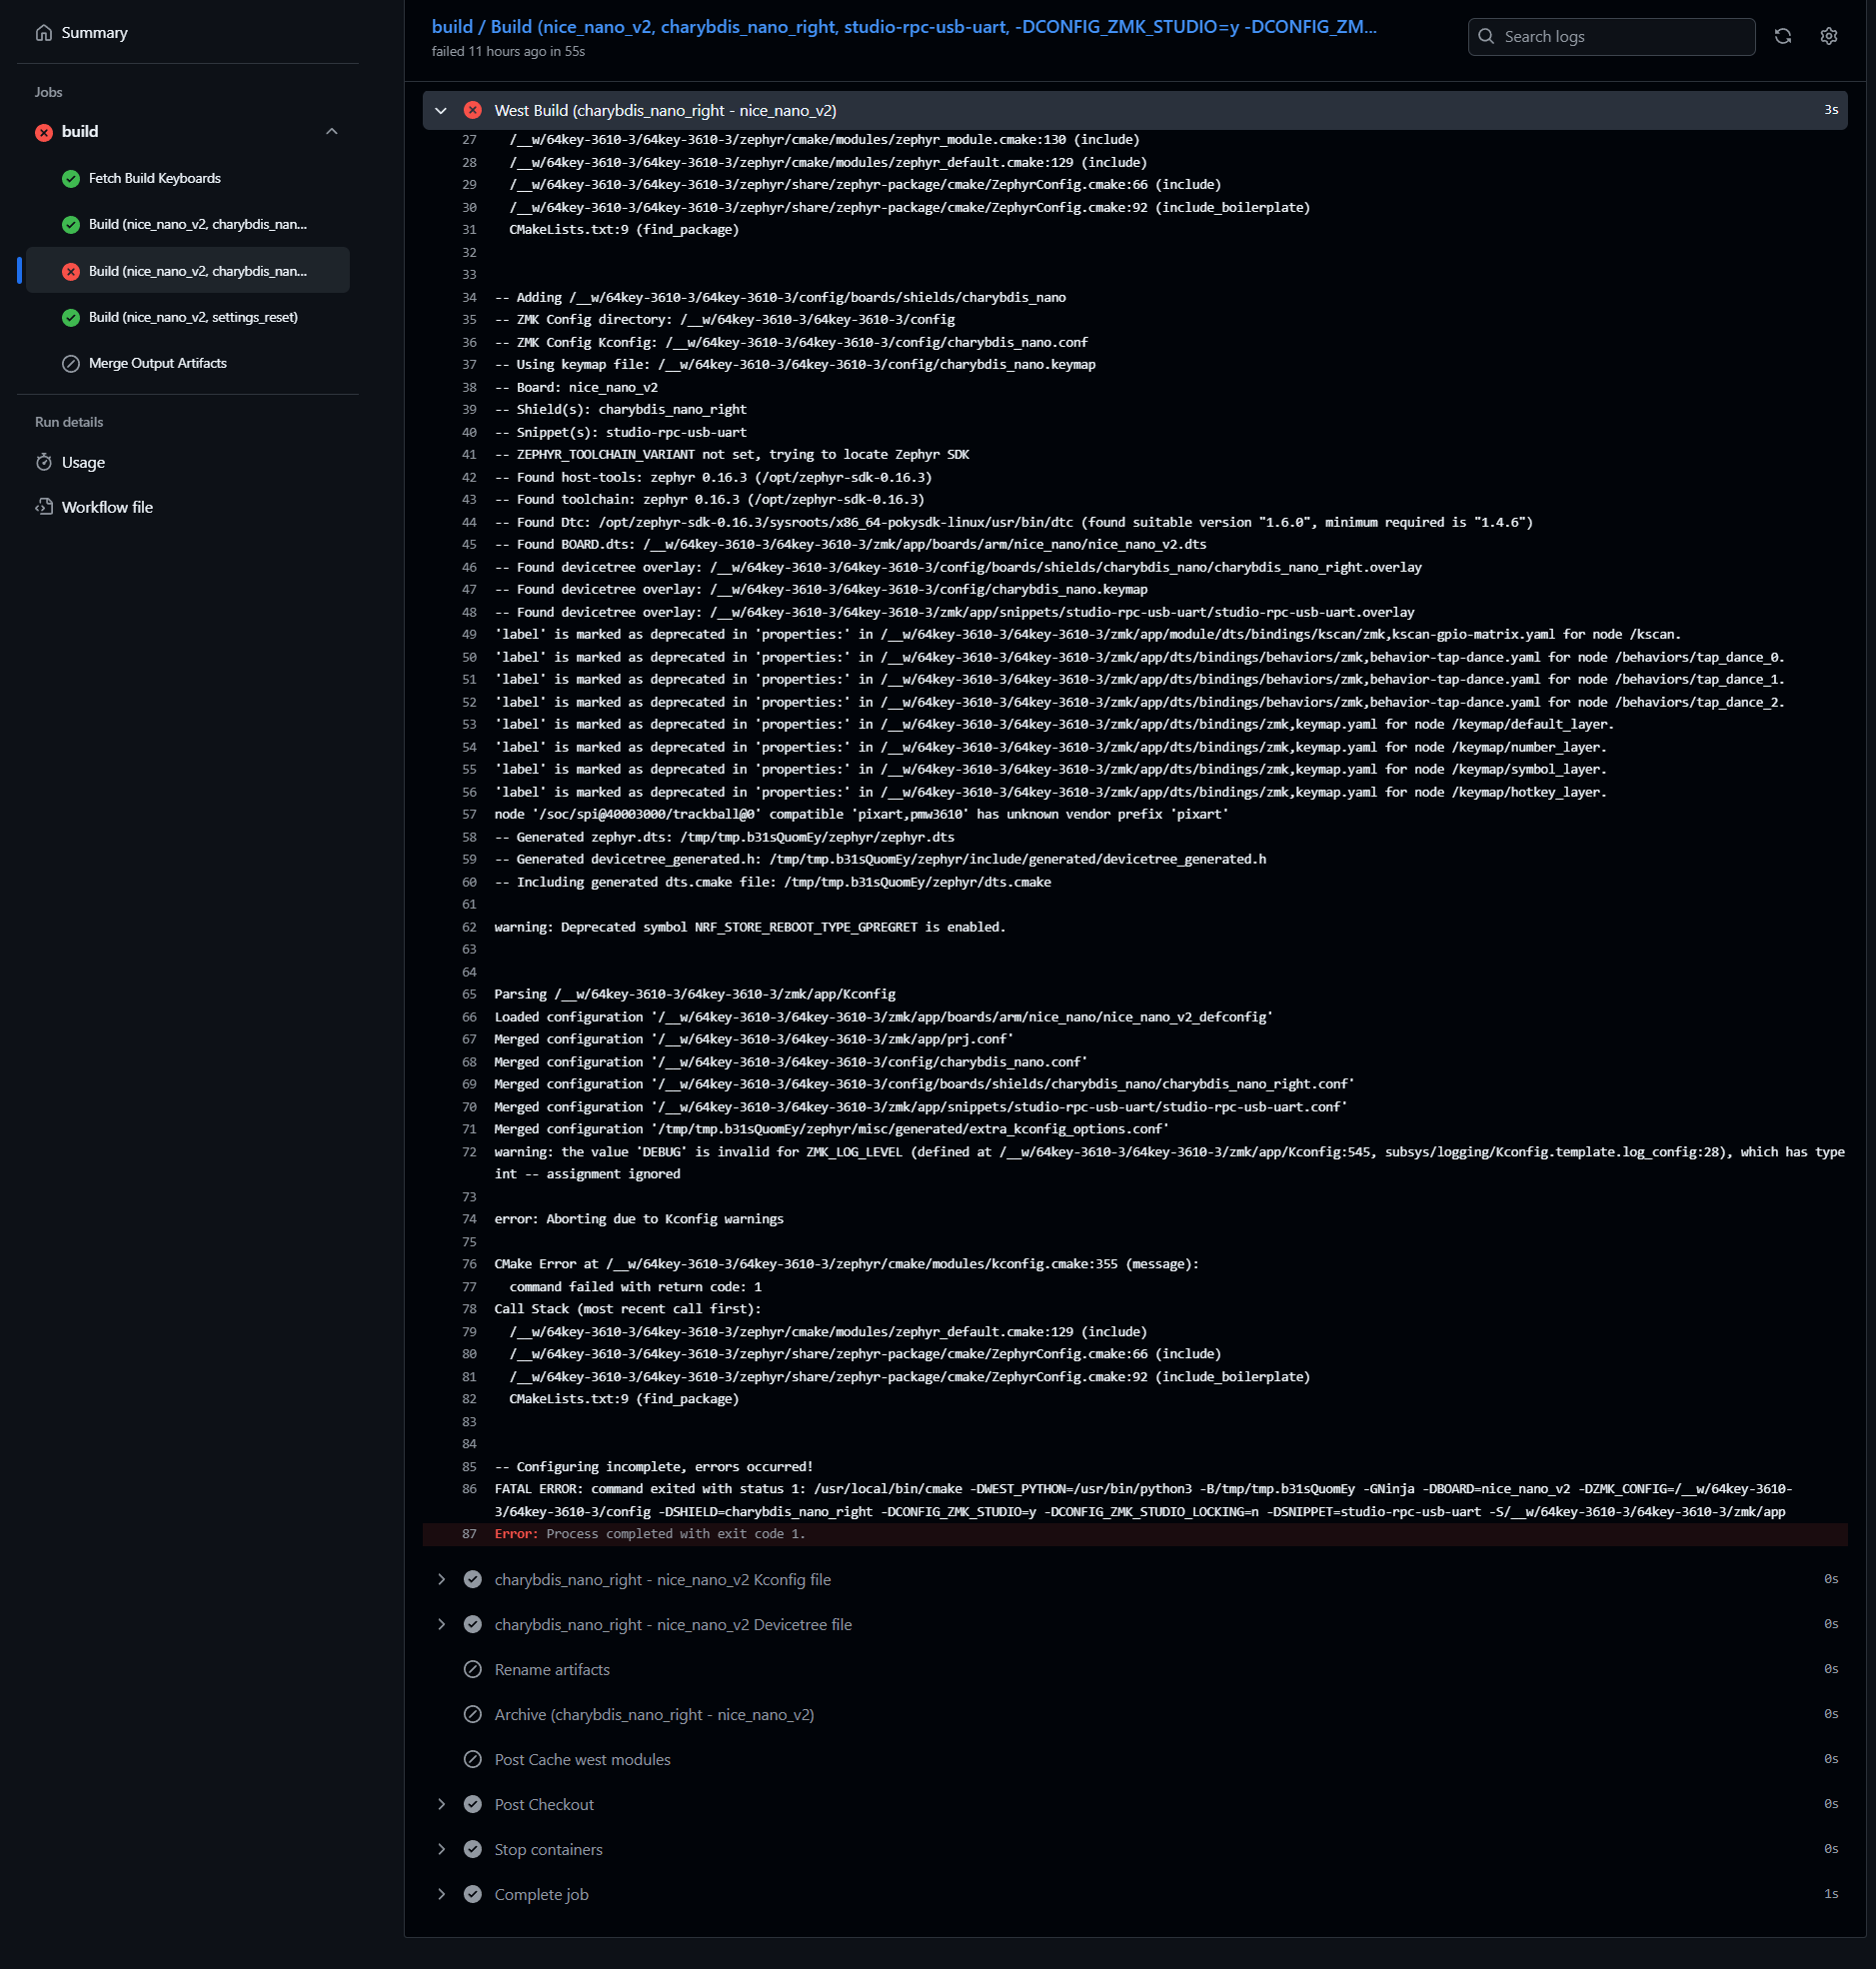 Summary
Jobs
build
Fetch Build Keyboards
Build (nice_nano_v2, charybdis_nan...
Build (nice_nano_v2, charybdis_nan...
Build (nice_nano_v2, settings_reset)
Merge Output Artifacts
Run details
Usage
Workflow file
build / Build (nice_nano_v2, charybdis_nano_right, studio-rpc-usb-uart, -DCONFIG_ZMK_STUDIO=y -DCONFIG_ZM...
failed 11 hours ago in 55s
Search logs
West Build (charybdis_nano_right - nice_nano_v2) 3s
27 /__w/64key-3610-3/64key-3610-3/zephyr/cmake/modules/zephyr_module.cmake:130 (include)
28 /__w/64key-3610-3/64key-3610-3/zephyr/cmake/modules/zephyr_default.cmake:129 (include)
29 /__w/64key-3610-3/64key-3610-3/zephyr/share/zephyr-package/cmake/ZephyrConfig.cmake:66 (include)
30 /__w/64key-3610-3/64key-3610-3/zephyr/share/zephyr-package/cmake/ZephyrConfig.cmake:92 (include_boilerplate)
31 CMakeLists.txt:9 (find_package)
32
33
34 -- Adding /__w/64key-3610-3/64key-3610-3/config/boards/shields/charybdis_nano
35 -- ZMK Config directory: /__w/64key-3610-3/64key-3610-3/config
36 -- ZMK Config Kconfig: /__w/64key-3610-3/64key-3610-3/config/charybdis_nano.conf
37 -- Using keymap file: /__w/64key-3610-3/64key-3610-3/config/charybdis_nano.keymap
38 -- Board: nice_nano_v2
39 -- Shield(s): charybdis_nano_right
40 -- Snippet(s): studio-rpc-usb-uart
41 -- ZEPHYR_TOOLCHAIN_VARIANT not set, trying to locate Zephyr SDK
42 -- Found host-tools: zephyr 0.16.3 (/opt/zephyr-sdk-0.16.3)
43 -- Found toolchain: zephyr 0.16.3 (/opt/zephyr-sdk-0.16.3)
44 -- Found Dtc: /opt/zephyr-sdk-0.16.3/sysroots/x86_64-pokysdk-linux/usr/bin/dtc (found suitable version "1.6.0", minimum required is "1.4.6")
45 -- Found BOARD.dts: /__w/64key-3610-3/64key-3610-3/zmk/app/boards/arm/nice_nano/nice_nano_v2.dts
46 -- Found devicetree overlay: /__w/64key-3610-3/64key-3610-3/config/boards/shields/charybdis_nano/charybdis_nano_right.overlay
47 -- Found devicetree overlay: /__w/64key-3610-3/64key-3610-3/config/charybdis_nano.keymap
48 -- Found devicetree overlay: /__w/64key-3610-3/64key-3610-3/zmk/app/snippets/studio-rpc-usb-uart/studio-rpc-usb-uart.overlay
49 'label' is marked as deprecated in 'properties:' in /__w/64key-3610-3/64key-3610-3/zmk/app/module/dts/bindings/kscan/zmk,kscan-gpio-matrix.yaml for node /kscan.
50 'label' is marked as deprecated in 'properties:' in /__w/64key-3610-3/64key-3610-3/zmk/app/dts/bindings/behaviors/zmk,behavior-tap-dance.yaml for node /behaviors/tap_dance_0.
51 'label' is marked as deprecated in 'properties:' in /__w/64key-3610-3/64key-3610-3/zmk/app/dts/bindings/behaviors/zmk,behavior-tap-dance.yaml for node /behaviors/tap_dance_1.
52 'label' is marked as deprecated in 'properties:' in /__w/64key-3610-3/64key-3610-3/zmk/app/dts/bindings/behaviors/zmk,behavior-tap-dance.yaml for node /behaviors/tap_dance_2.
53 'label' is marked as deprecated in 'properties:' in /__w/64key-3610-3/64key-3610-3/zmk/app/dts/bindings/zmk,keymap.yaml for node /keymap/default_layer.
54 'label' is marked as deprecated in 'properties:' in /__w/64key-3610-3/64key-3610-3/zmk/app/dts/bindings/zmk,keymap.yaml for node /keymap/number_layer.
55 'label' is marked as deprecated in 'properties:' in /__w/64key-3610-3/64key-3610-3/zmk/app/dts/bindings/zmk,keymap.yaml for node /keymap/symbol_layer.
56 'label' is marked as deprecated in 'properties:' in /__w/64key-3610-3/64key-3610-3/zmk/app/dts/bindings/zmk,keymap.yaml for node /keymap/hotkey_layer.
57 node '/soc/spi@40003000/trackball@0' compatible 'pixart,pmw3610' has unknown vendor prefix 'pixart'
58 -- Generated zephyr.dts: /tmp/tmp.b31sQuomEy/zephyr/zephyr.dts
59 -- Generated devicetree_generated.h: /tmp/tmp.b31sQuomEy/zephyr/include/generated/devicetree_generated.h
60 -- Including generated dts.cmake file: /tmp/tmp.b31sQuomEy/zephyr/dts.cmake
61
62 warning: Deprecated symbol NRF_STORE_REBOOT_TYPE_GPREGRET is enabled.
63
64
65 Parsing /__w/64key-3610-3/64key-3610-3/zmk/app/Kconfig
66 Loaded configuration '/__w/64key-3610-3/64key-3610-3/zmk/app/boards/arm/nice_nano/nice_nano_v2_defconfig'
67 Merged configuration '/__w/64key-3610-3/64key-3610-3/zmk/app/prj.conf'
68 Merged configuration '/__w/64key-3610-3/64key-3610-3/config/charybdis_nano.conf'
69 Merged configuration '/__w/64key-3610-3/64key-3610-3/config/boards/shields/charybdis_nano/charybdis_nano_right.conf'
70 Merged configuration '/__w/64key-3610-3/64key-3610-3/zmk/app/snippets/studio-rpc-usb-uart/studio-rpc-usb-uart.conf'
71 Merged configuration '/tmp/tmp.b31sQuomEy/zephyr/misc/generated/extra_kconfig_options.conf'
72 warning: the value 'DEBUG' is invalid for ZMK_LOG_LEVEL (defined at /__w/64key-3610-3/64key-3610-3/zmk/app/Kconfig:545, subsys/logging/Kconfig.template.log_config:28), which has type
int -- assignment ignored
73
74 error: Aborting due to Kconfig warnings
75
76 CMake Error at /__w/64key-3610-3/64key-3610-3/zephyr/cmake/modules/kconfig.cmake:355 (message):
77 command failed with return code: 1
78 Call Stack (most recent call first):
79 /__w/64key-3610-3/64key-3610-3/zephyr/cmake/modules/zephyr_default.cmake:129 (include)
80 /__w/64key-3610-3/64key-3610-3/zephyr/share/zephyr-package/cmake/ZephyrConfig.cmake:66 (include)
81 /__w/64key-3610-3/64key-3610-3/zephyr/share/zephyr-package/cmake/ZephyrConfig.cmake:92 (include_boilerplate)
82 CMakeLists.txt:9 (find_package)
83
84
85 -- Configuring incomplete, errors occurred!
86 FATAL ERROR: command exited with status 1: /usr/local/bin/cmake -DWEST_PYTHON=/usr/bin/python3 -B/tmp/tmp.b31sQuomEy -GNinja -DBOARD=nice_nano_v2 -DZMK_CONFIG=/__w/64key-3610-
3/64key-3610-3/config -DSHIELD=charybdis_nano_right -DCONFIG_ZMK_STUDIO=y -DCONFIG_ZMK_STUDIO_LOCKING=n -DSNIPPET=studio-rpc-usb-uart -S/__w/64key-3610-3/64key-3610-3/zmk/app
87 Error: Process completed with exit code 1.
charybdis_nano_right - nice_nano_v2 Kconfig file 0s
charybdis_nano_right - nice_nano_v2 Devicetree file 0s
Rename artifacts 0s
Archive (charybdis_nano_right - nice_nano_v2) 0s
Post Cache west modules 0s
Post Checkout 0s
Stop containers 0s
Complete job 1s